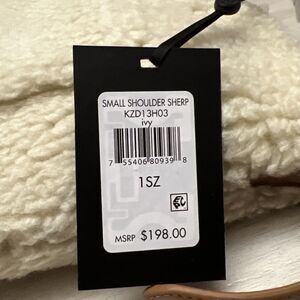 SMALL SHOULDER SHERP
KZD13H03
ivy
7 55406 80939 8
1SZ
MSRP $198.00